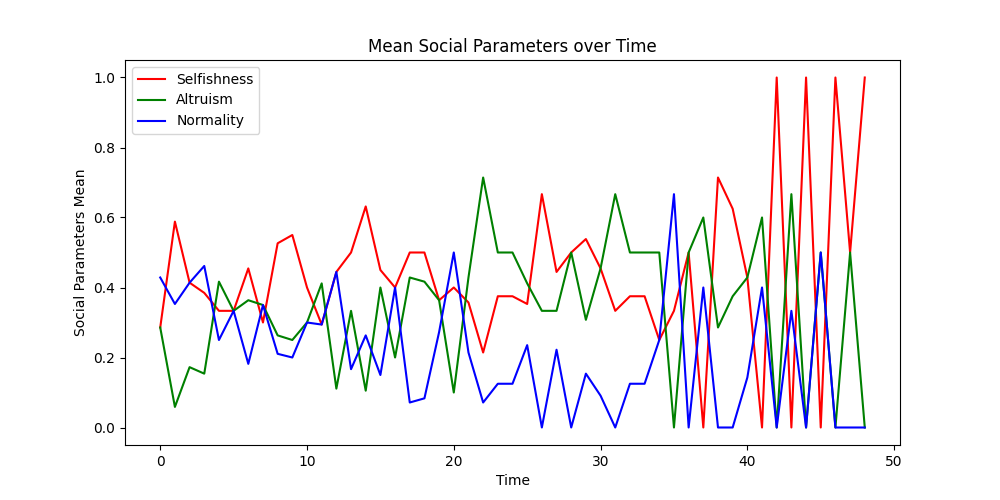 Mean Social Parameters over Time
Selfishness
Altruism
Normality
Social Parameters Mean
1.0
0.8
0.6
0.4
0.2
0.0
0 10 20 30 40 50
Time